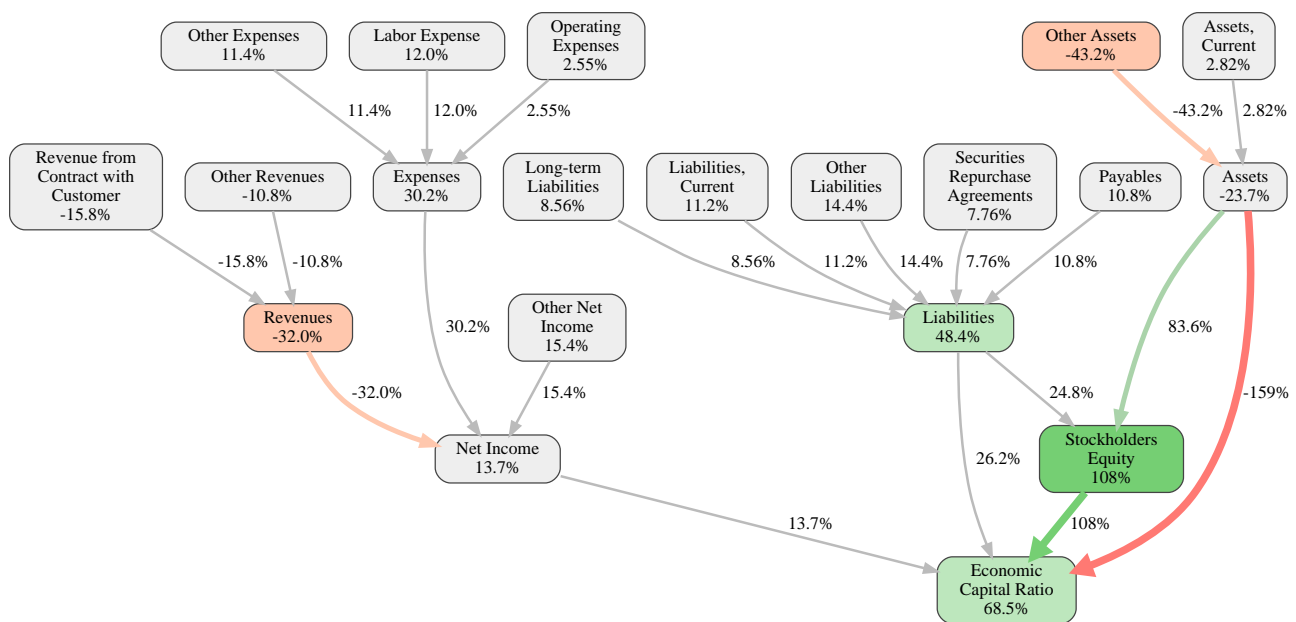 Other Expenses
11.4%
Labor Expense
12.0%
Operating
Expenses
2.55%
Other Assets
-43.2%
Assets,
Current
2.82%
11.4%
12.0%
2.55%
-43.2%
2.82%
Revenue from
Contract with
Customer
-15.8%
Other Revenues
-10.8%
Expenses
30.2%
Long-term
Liabilities
8.56%
Liabilities,
Current
11.2%
Other
Liabilities
14.4%
Securities
Repurchase
Agreements
7.76%
Payables
10.8%
Assets
-23.7%
-15.8%
-10.8%
8.56%
11.2%
14.4%
7.76%
10.8%
Revenues
-32.0%
30.2%
Other Net
Income
15.4%
Liabilities
48.4%
83.6%
-32.0%
15.4%
24.8%
-159%
Net Income
13.7%
26.2%
Stockholders
Equity
108%
13.7%
108%
Economic
Capital Ratio
68.5%